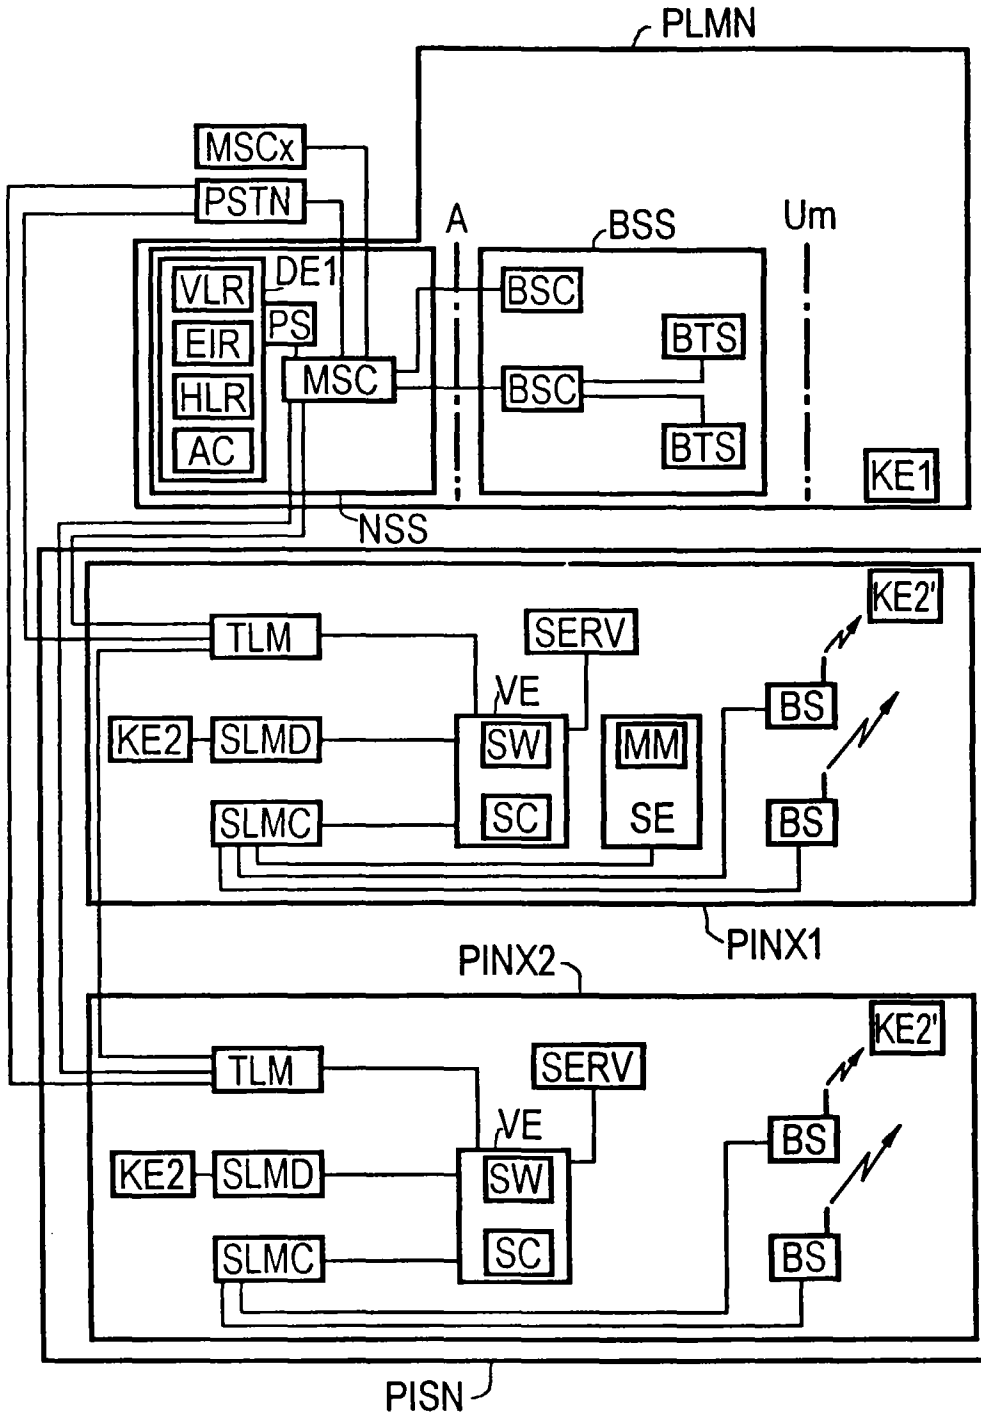 PLMN
MSCx
PSTN
A
BSS
Um
VLR
DE1
BSC
PS
EIR
BTS
MSC
BSC
HLR
AC
BTS
KE1
NSS
KE2'
TLM
SERV
VE
BS
KE2
SLMD
SW
MM
SLMC
SC
SE
BS
PINX1
PINX2
KE2'
TLM
SERV
VE
BS
KE2
SLMD
SW
SLMC
SC
BS
PISN